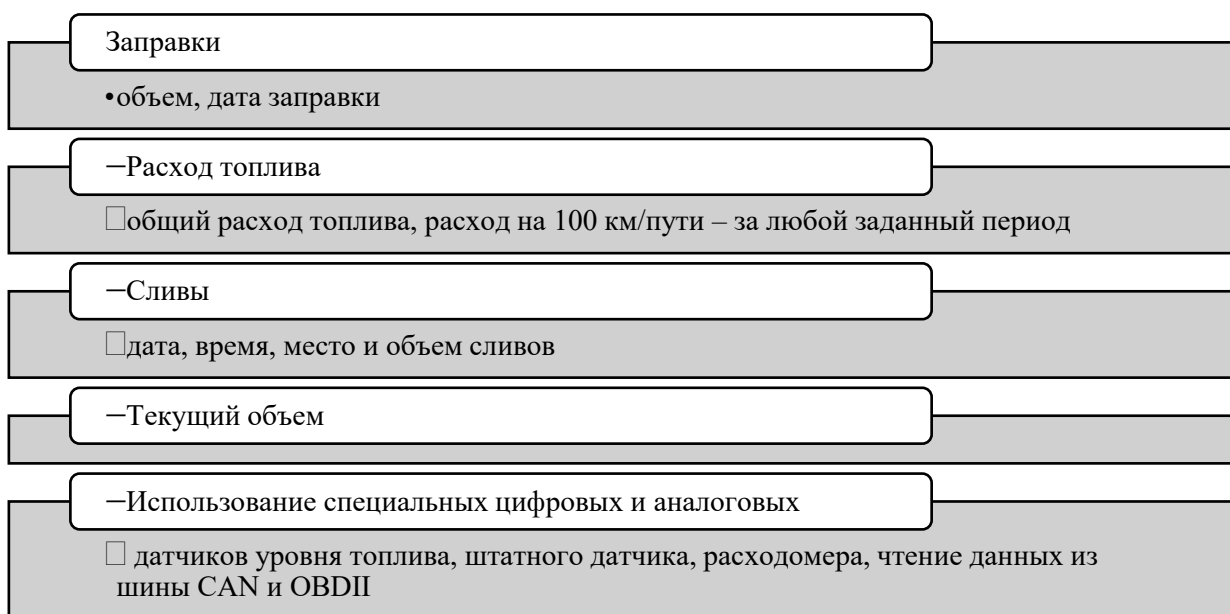 Заправки
•объем, дата заправки
–Расход топлива
□общий расход топлива, расход на 100 км/пути – за любой заданный период
–Сливы
□дата, время, место и объем сливов
–Текущий объем
–Использование специальных цифровых и аналоговых
□ датчиков уровня топлива, штатного датчика, расходомера, чтение данных из
шины CAN и OBDII